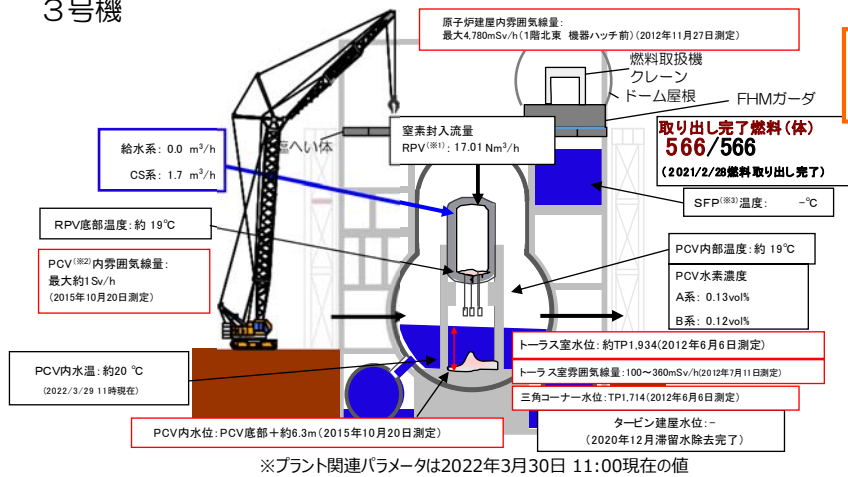 3号機
原子炉建屋内雰囲気線量:
最大4,780mSv/h(1階北東 機器ハッチ前)(2012年11月27日測定)
燃料取扱機
クレーン
ドーム屋根
FHMガーダ
窒素封入流量
RPV(※1): 17.01 Nm³/h
給水系: 0.0 m³/h
CS系: 1.7 m³/h
へい体
取り出し完了燃料(体)
566/566
(2021/2/28燃料取り出し完了)
SFP(※3)温度: -℃
RPV底部温度:約 19℃
PCV(※2)内雰囲気線量:
最大約1Sv/h
(2015年10月20日測定)
PCV内部温度:約 19℃
PCV水素濃度
A系: 0.13vol%
B系: 0.12vol%
トーラス室水位:約TP1,934(2012年6月6日測定)
PCV内水温:約20 ℃
(2022/3/29 11時現在)
トーラス室雰囲気線量:100~360mSv/h(2012年7月11日測定)
三角コーナー水位:TP1,714(2012年6月6日測定)
PCV内水位:PCV底部+約6.3m(2015年10月20日測定)
タービン建屋水位:-
(2020年12月滞留水除去完了)
※プラント関連パラメータは2022年3月30日 11:00現在の値